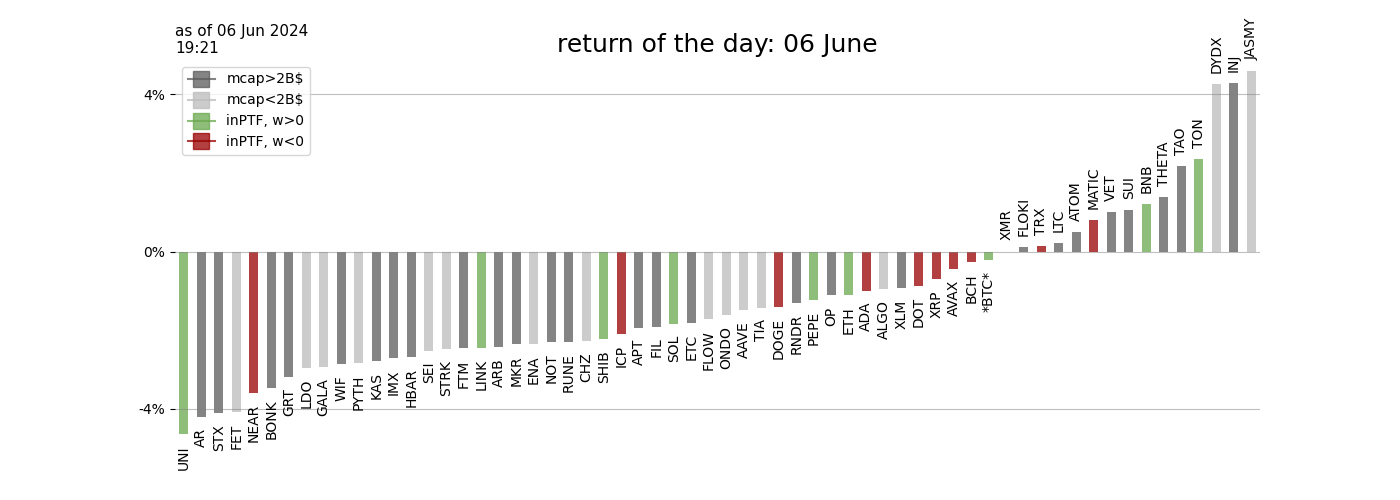 as of 06 Jun 2024
19:21
return of the day: 06 June
mcap>2B$
mcap<2B$
inPTF, w>0
inPTF, w<0
4%
0%
-4%
UNI
AR
STX
FET
NEAR
BONK
GRT
LDO
GALA
WIF
PYTH
KAS
IMX
HBAR
SEI
STRK
FTM
LINK
ARB
MKR
ENA
NOT
RUNE
CHZ
SHIB
ICP
APT
FIL
SOL
ETC
FLOW
ONDO
AAVE
TIA
DOGE
RNDR
PEPE
OP
ETH
ADA
ALGO
XLM
DOT
XRP
AVAX
BCH
*BTC*
XMR
FLOKI
TRX
LTC
ATOM
MATIC
VET
SUI
BNB
THETA
TAO
TON
DYDX
INJ
JASMY